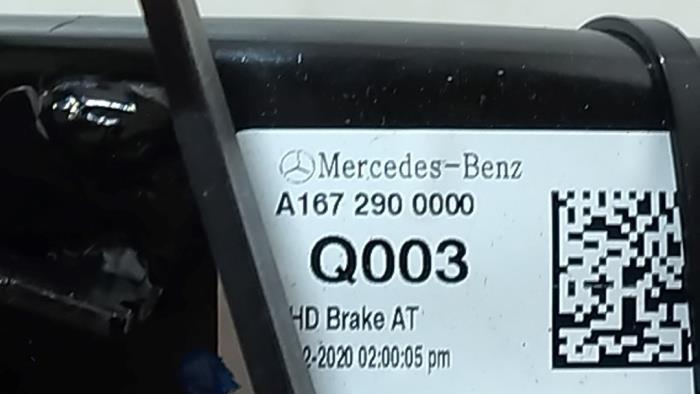 Mercedes-Benz
A167 290 0000
Q003
HD Brake AT
2-2020 02:00:05 pm